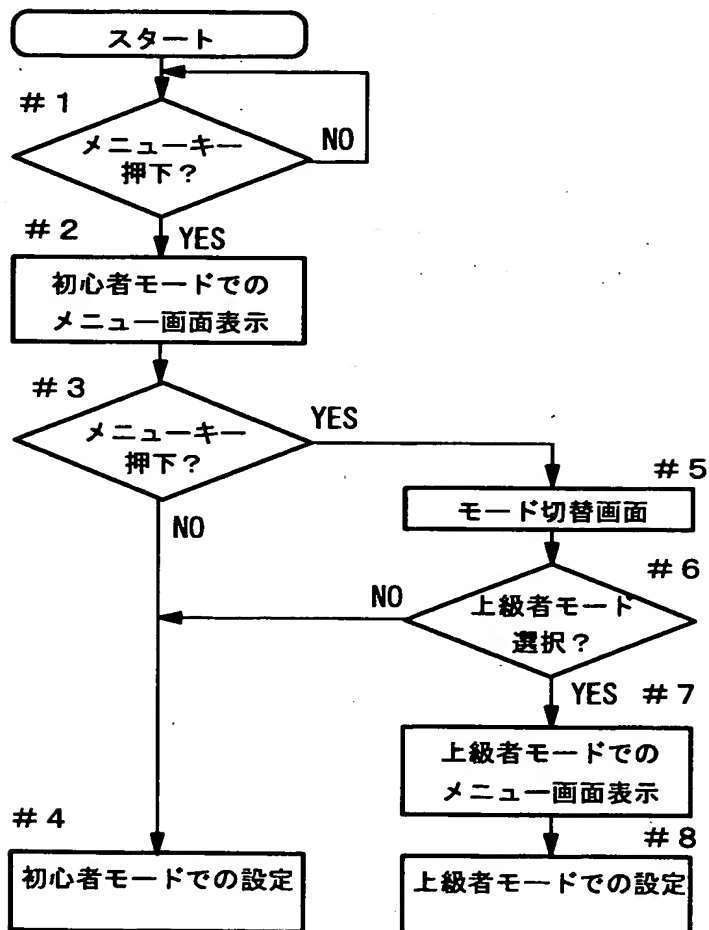 スタート
#1
メニューキー
押下?
NO
#2
YES
初心者モードでの
メニュー画面表示
#3
メニューキー
押下?
YES
NO
#5
モード切替画面
#6
上級者モード
選択?
NO
YES
#7
上級者モードでの
メニュー画面表示
#4
初心者モードでの設定
#8
上級者モードでの設定